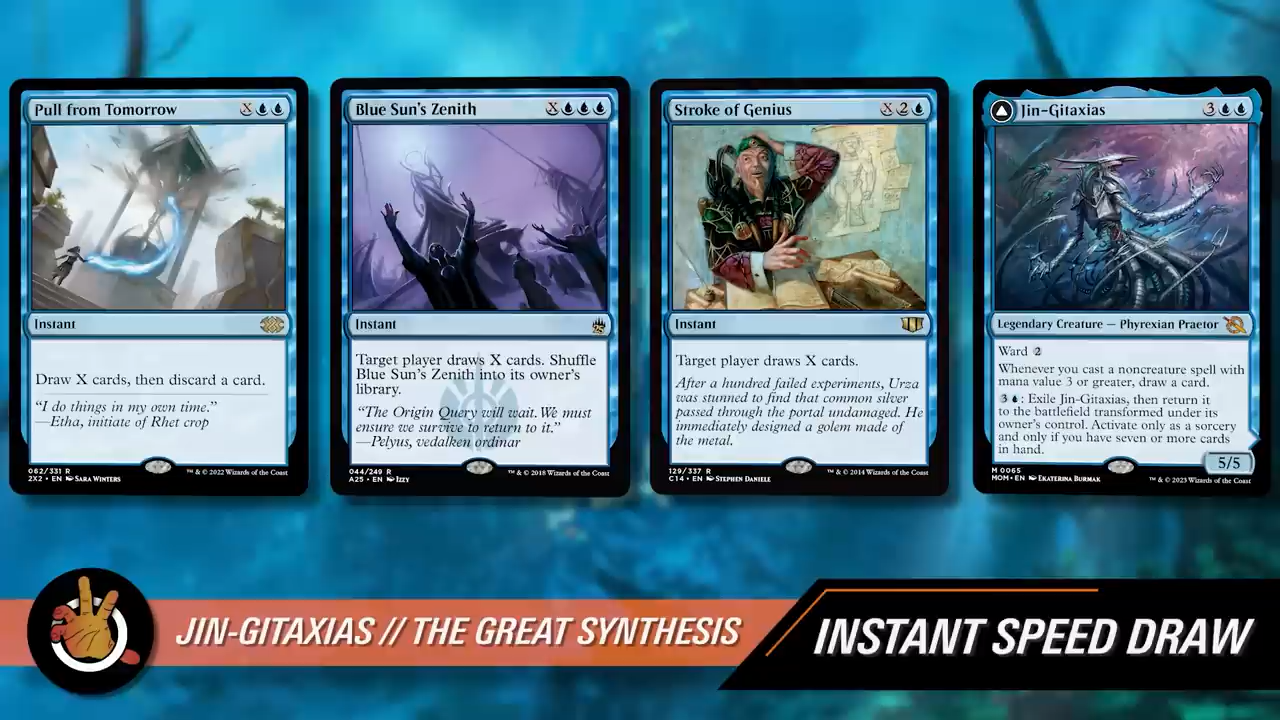 Pull from Tomorrow
X
Instant
Draw X cards, then discard a card.
“I do things in my own time.”
—Etha, initiate of Rhet crop
062/331 R
2X2 • EN SARA WINTERS
™ & © 2022 Wizards of the Coast
Blue Sun's Zenith
X
Instant
Target player draws X cards. Shuffle
Blue Sun's Zenith into its owner's
library.
“The Origin Query will wait. We must
ensure we survive to return to it.”
—Pelyus, vedalken ordinar
044/249 R
A25 • EN IZZY
™ & © 2018 Wizards of the Coast
Stroke of Genius
X 2
Instant
Target player draws X cards.
After a hundred failed experiments, Urza
was stunned to find that common silver
passed through the portal undamaged. He
immediately designed a golem made of
the metal.
129/337 R
C14 • EN STEPHEN DANIELE
™ & © 2014 Wizards of the Coast
Jin-Gitaxias
3
Legendary Creature — Phyrexian Praetor
Ward 2
Whenever you cast a noncreature spell with
mana value 3 or greater, draw a card.
3 : Exile Jin-Gitaxias, then return it
to the battlefield transformed under its
owner's control. Activate only as a sorcery
and only if you have seven or more cards
in hand.
5/5
M 0065
MOM • EN EKATERINA BURMAK
™ & © 2023 Wizards of the Coast
JIN-GITAXIAS // THE GREAT SYNTHESIS
INSTANT SPEED DRAW